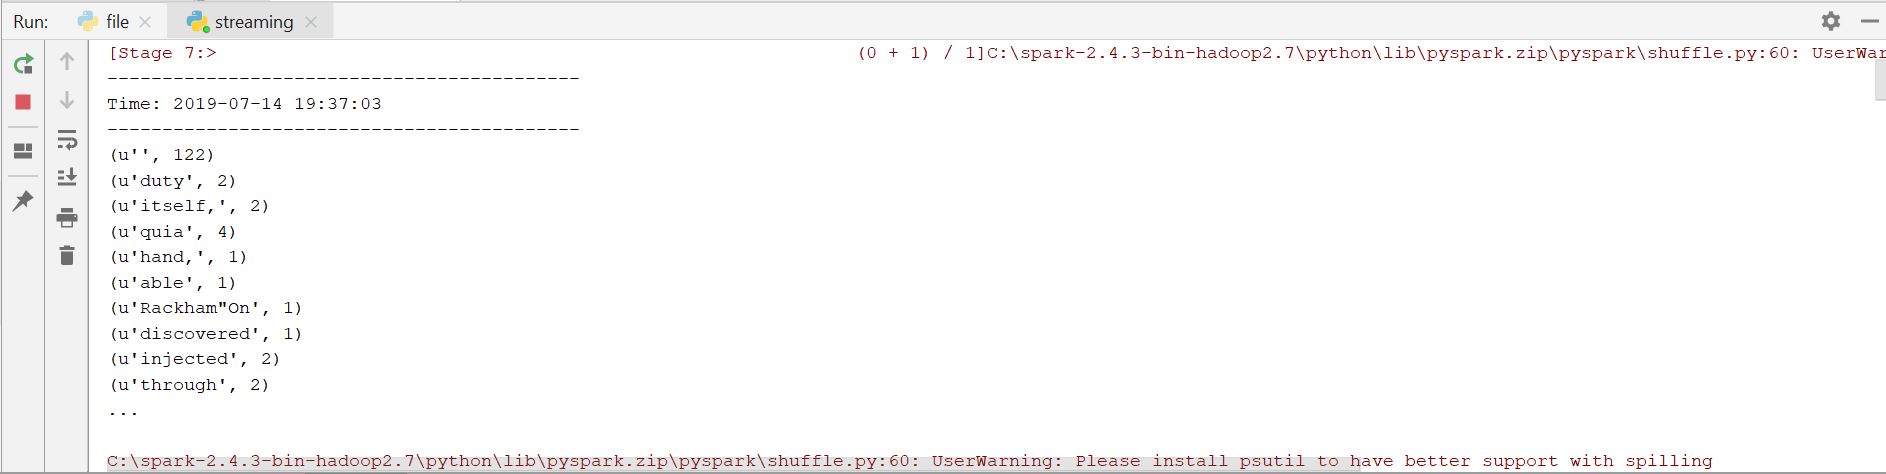 Run: file streaming
[Stage 7:> (0 + 1) / 1]C:\spark-2.4.3-bin-hadoop2.7\python\lib\pyspark.zip\pyspark\shuffle.py:60: UserWar
-------------------------------------------
Time: 2019-07-14 19:37:03
-------------------------------------------
(u'', 122)
(u'duty', 2)
(u'itself,', 2)
(u'quia', 4)
(u'hand,', 1)
(u'able', 1)
(u'Rackham"On', 1)
(u'discovered', 1)
(u'injected', 2)
(u'through', 2)
...
C:\spark-2.4.3-bin-hadoop2.7\python\lib\pyspark.zip\pyspark\shuffle.py:60: UserWarning: Please install psutil to have better support with spilling